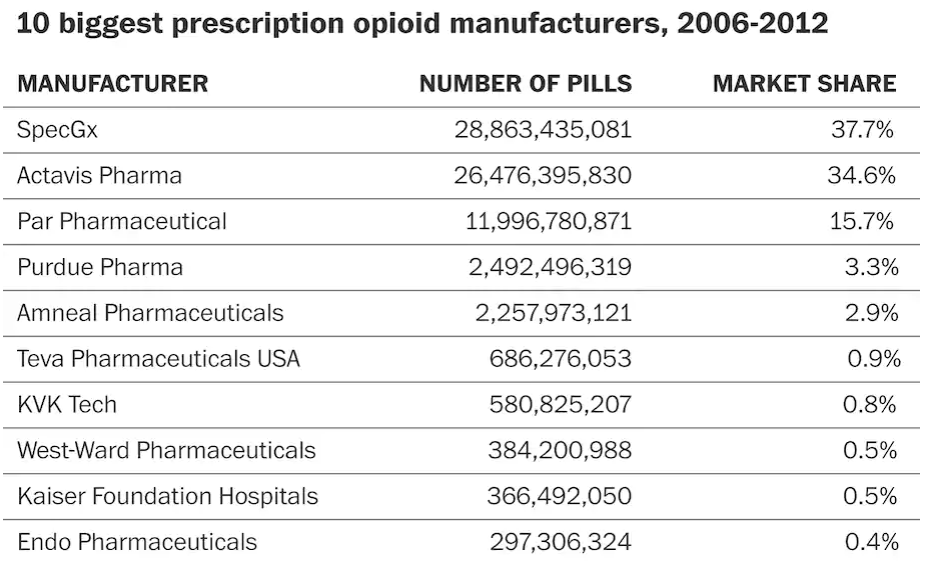 10 biggest prescription opioid manufacturers, 2006-2012
MANUFACTURER NUMBER OF PILLS MARKET SHARE
SpecGx 28,863,435,081 37.7%
Actavis Pharma 26,476,395,830 34.6%
Par Pharmaceutical 11,996,780,871 15.7%
Purdue Pharma 2,492,496,319 3.3%
Amneal Pharmaceuticals 2,257,973,121 2.9%
Teva Pharmaceuticals USA 686,276,053 0.9%
KVK Tech 580,825,207 0.8%
West-Ward Pharmaceuticals 384,200,988 0.5%
Kaiser Foundation Hospitals 366,492,050 0.5%
Endo Pharmaceuticals 297,306,324 0.4%